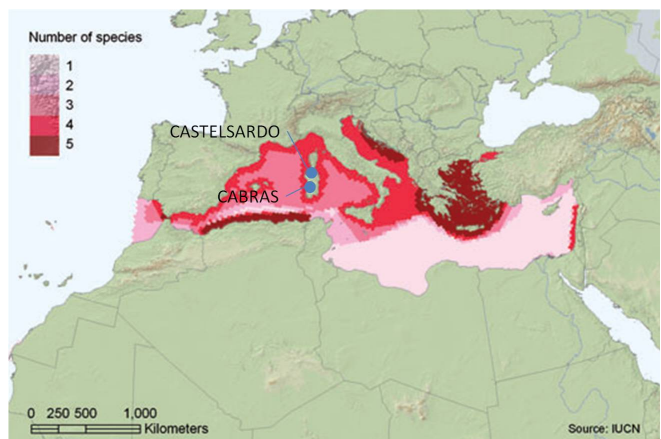 Number of species
1
2
3
4
5
CASTELSARDO
CABRAS
0 250 500 1,000
Kilometers
Source: IUCN